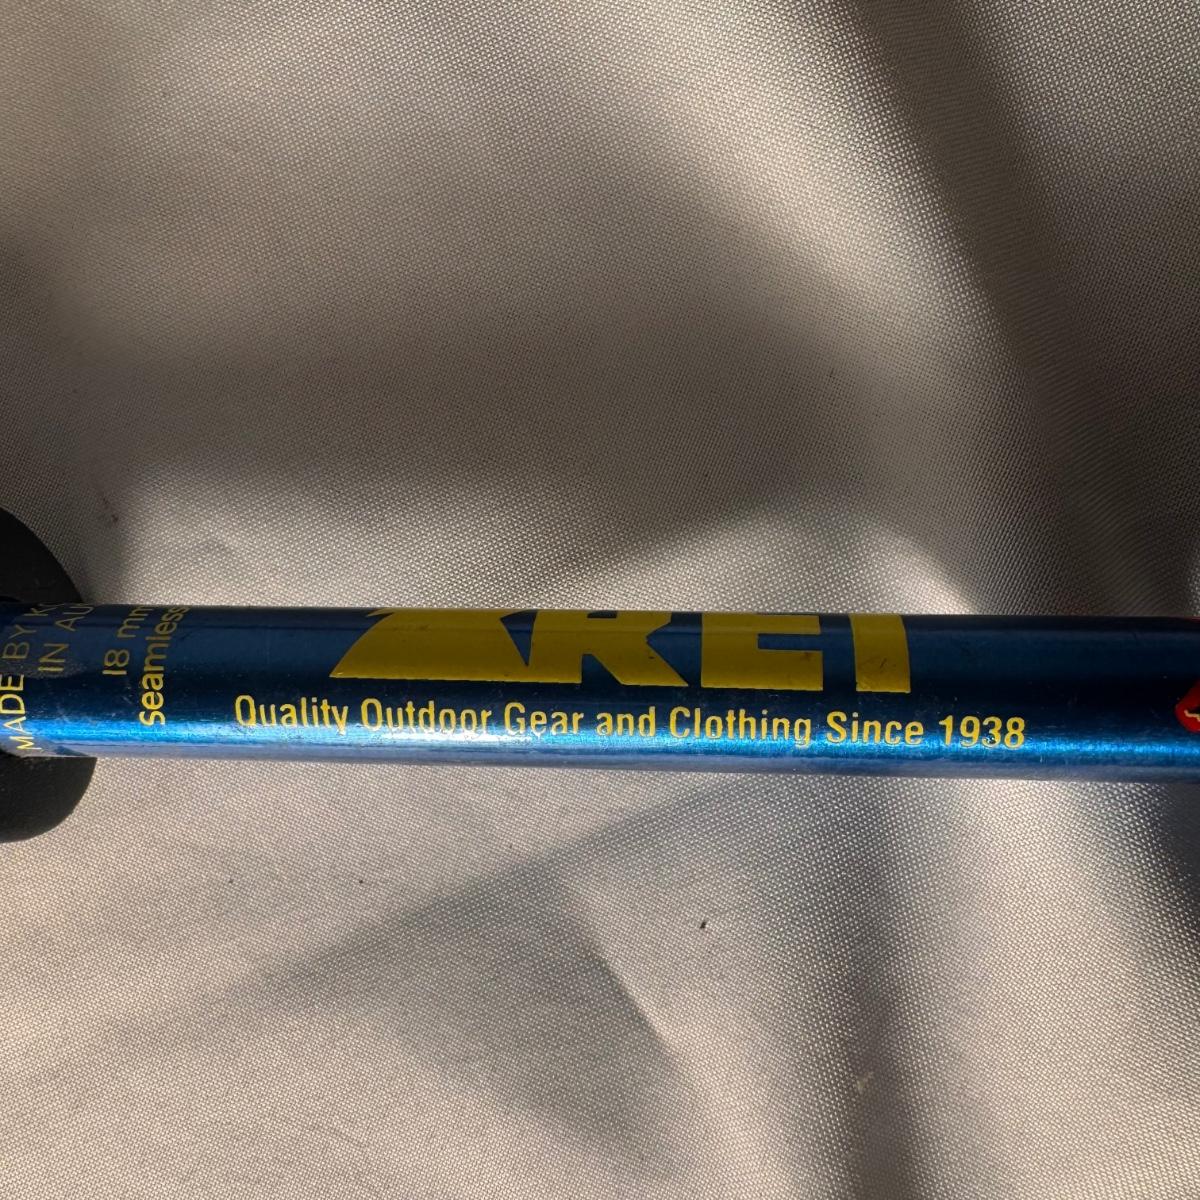 REI
Quality Outdoor Gear and Clothing Since 1938
MADE BY
IN
18 mm
Seamless